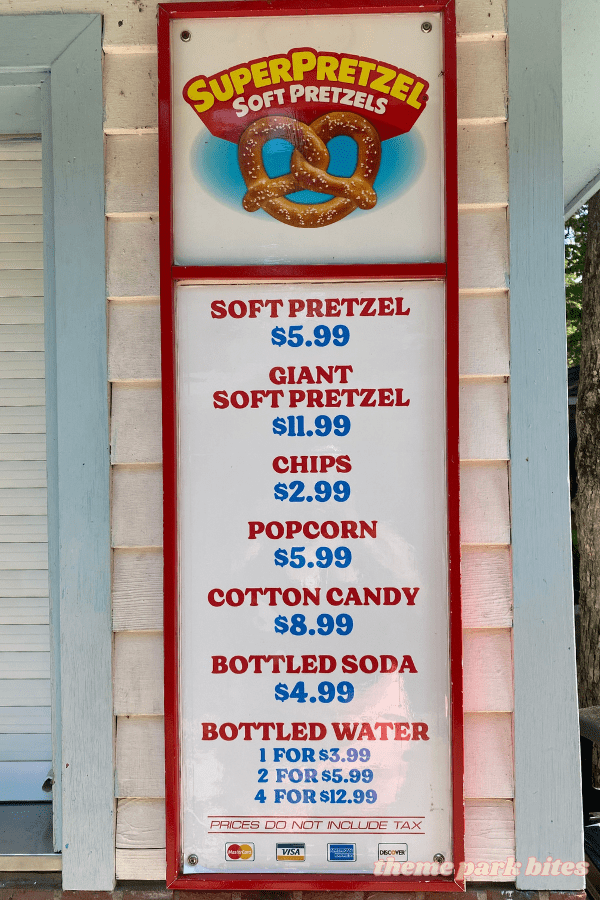 SUPERPRETZEL
SOFT PRETZELS
SOFT PRETZEL
$5.99
GIANT
SOFT PRETZEL
$11.99
CHIPS
$2.99
POPCORN
$5.99
COTTON CANDY
$8.99
BOTTLED SODA
$4.99
BOTTLED WATER
1 FOR $3.99
2 FOR $5.99
4 FOR $12.99
PRICES DO NOT INCLUDE TAX
MasterCard VISA AMERICAN EXPRESS DISCOVER
theme park bites